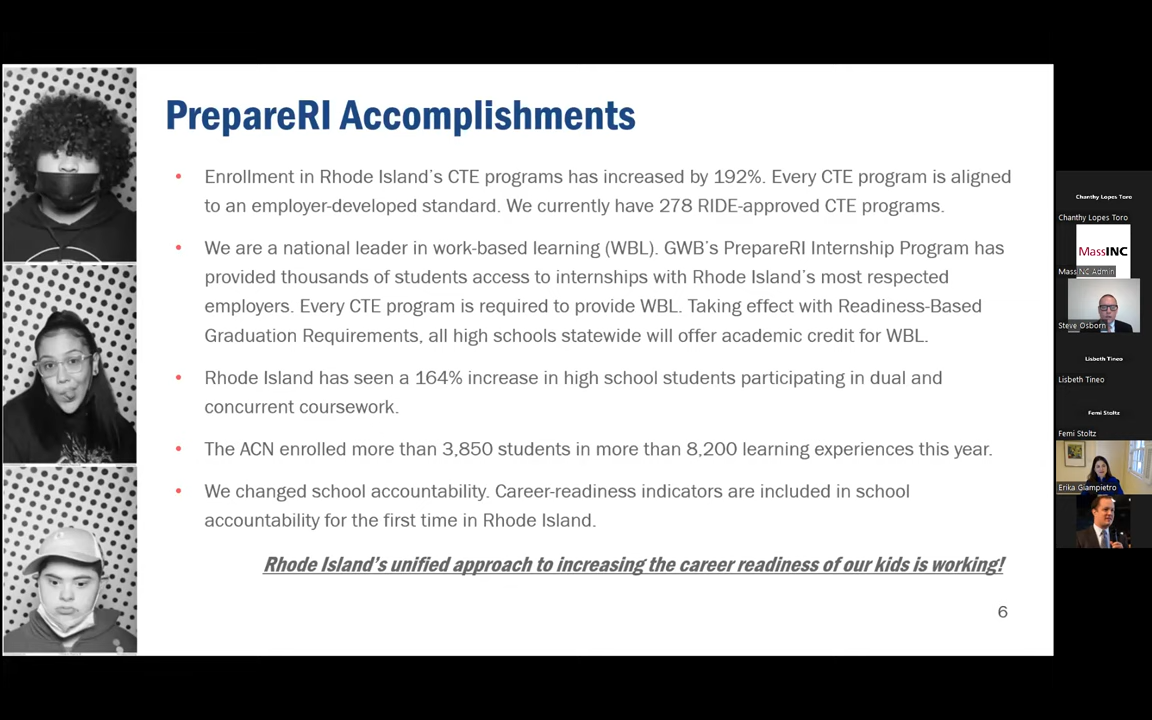 PrepareRI Accomplishments
• Enrollment in Rhode Island's CTE programs has increased by 192%. Every CTE program is aligned
to an employer-developed standard. We currently have 278 RIDE-approved CTE programs.
• We are a national leader in work-based learning (WBL). GWB's PrepareRI Internship Program has
provided thousands of students access to internships with Rhode Island's most respected
employers. Every CTE program is required to provide WBL. Taking effect with Readiness-Based
Graduation Requirements, all high schools statewide will offer academic credit for WBL.
• Rhode Island has seen a 164% increase in high school students participating in dual and
concurrent coursework.
• The ACN enrolled more than 3,850 students in more than 8,200 learning experiences this year.
• We changed school accountability. Career-readiness indicators are included in school
accountability for the first time in Rhode Island.
Rhode Island's unified approach to increasing the career readiness of our kids is working!
6
Chanthy Lopes Toro
Chanthy Lopes Toro
MassINC
MassINC Admin
Steve Osborn
Lisbeth Tineo
Lisbeth Tineo
Femi Stoltz
Femi Stoltz
Erika Giampietro